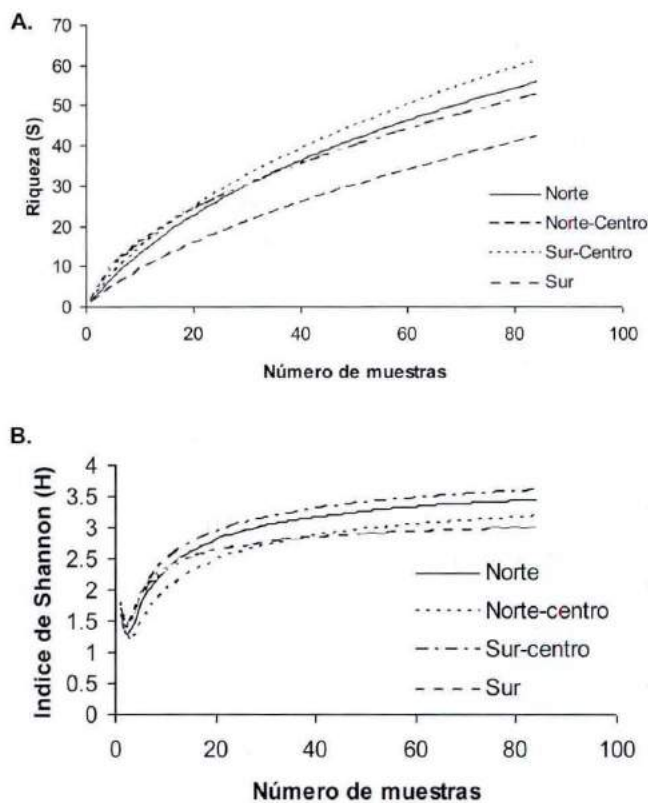 A.
70
60
50
40
30
20
10
0
Riqueza (S)
Norte
Norte-Centro
Sur-Centro
Sur
0 20 40 60 80 100
Número de muestras
B.
4
3.5
3
2.5
2
1.5
1
0.5
0
Indice de Shannon (H)
Norte
Norte-centro
Sur-centro
Sur
0 20 40 60 80 100
Número de muestras